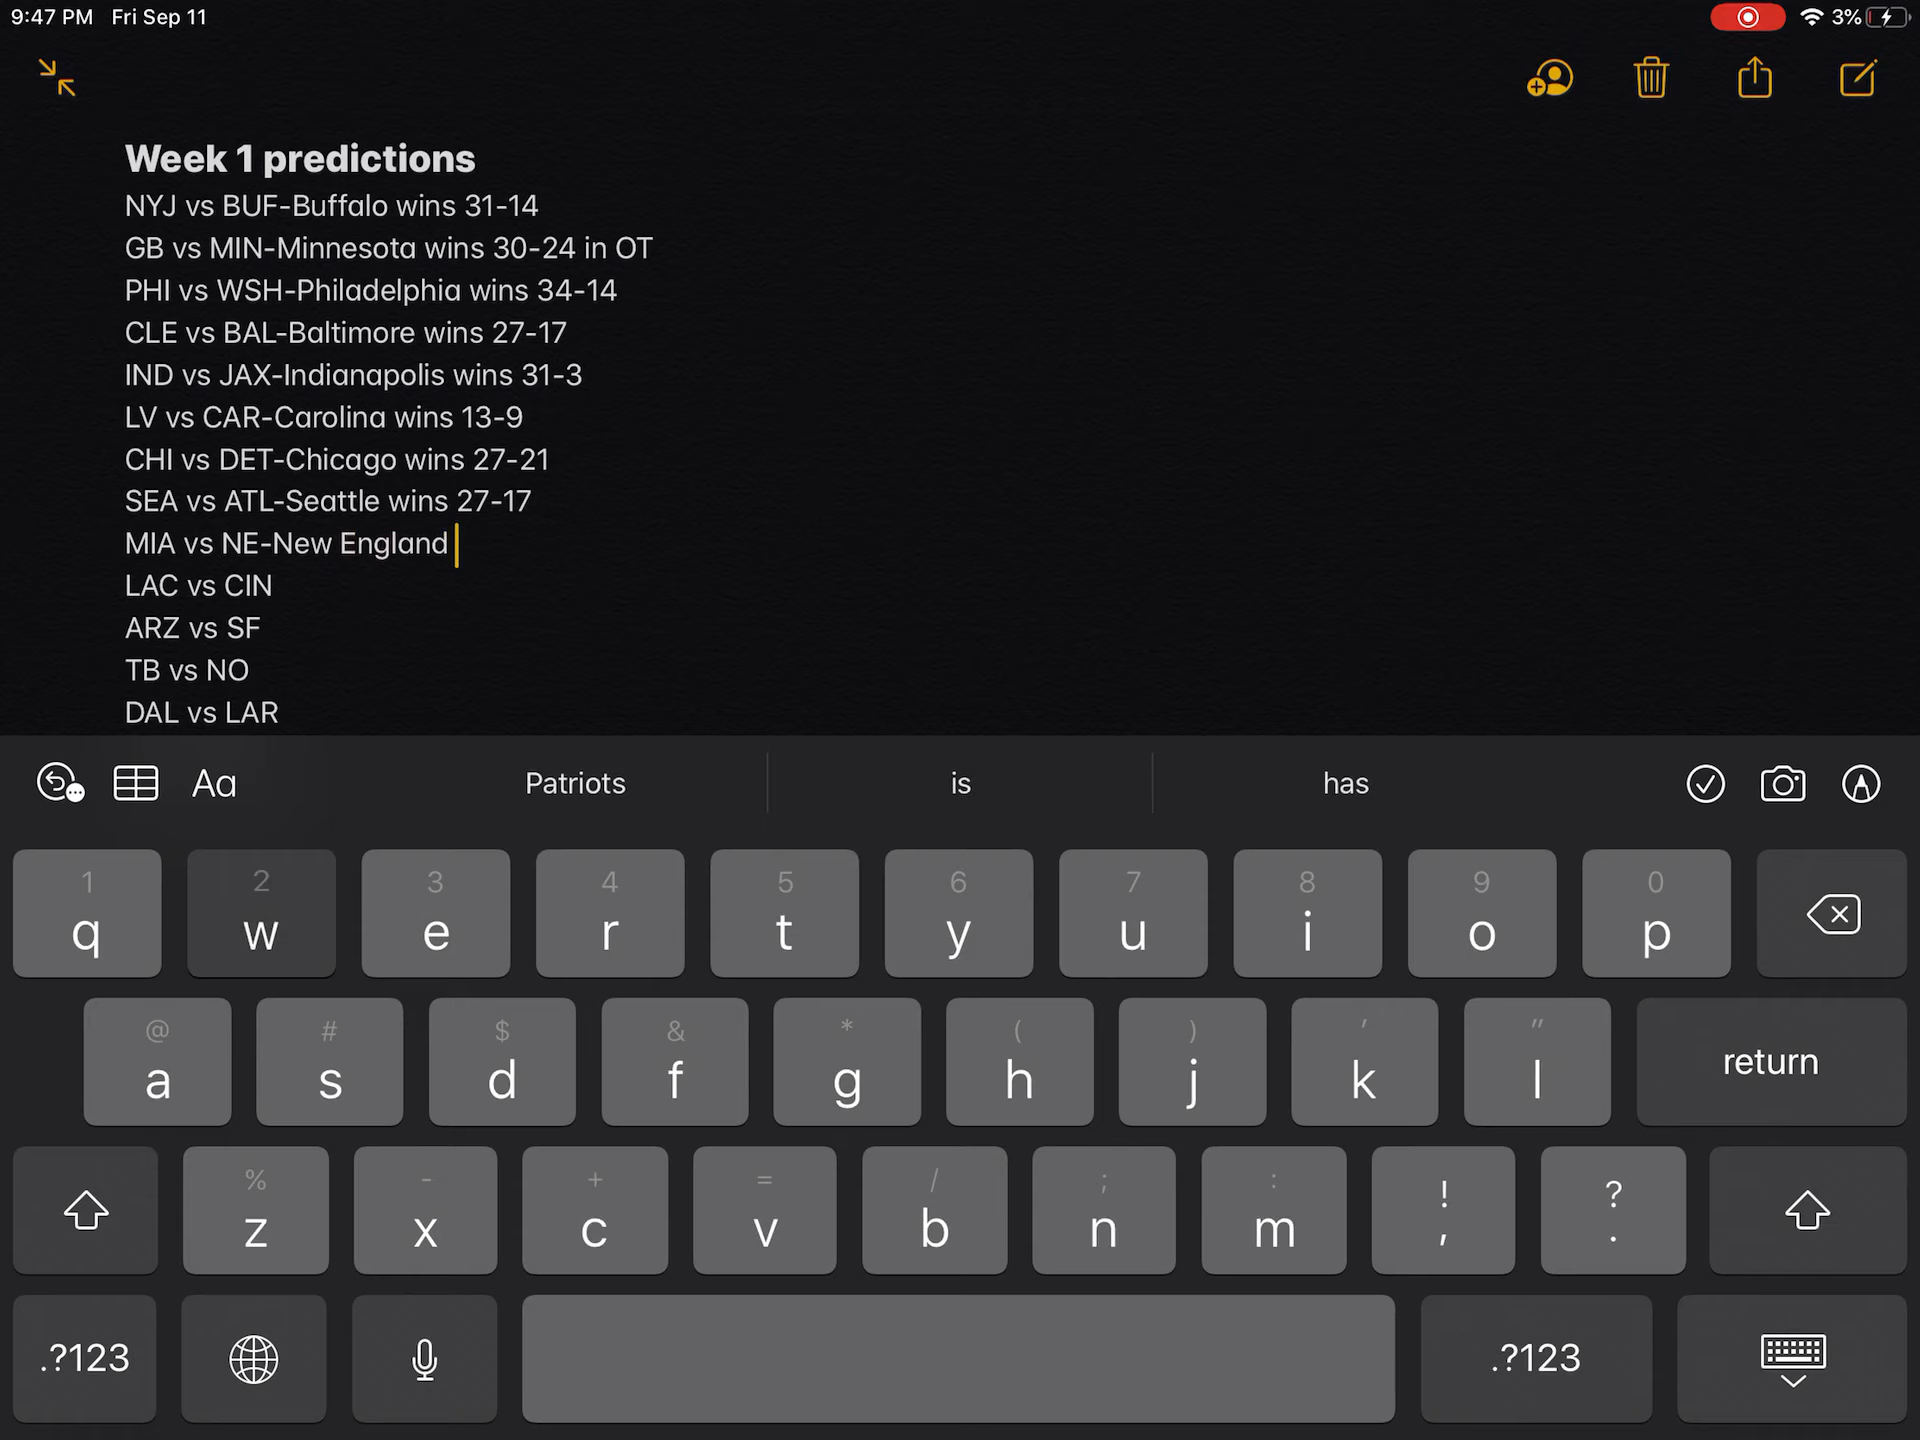 9:47 PM Fri Sep 11 3%
Week 1 predictions
NYJ vs BUF-Buffalo wins 31-14
GB vs MIN-Minnesota wins 30-24 in OT
PHI vs WSH-Philadelphia wins 34-14
CLE vs BAL-Baltimore wins 27-17
IND vs JAX-Indianapolis wins 31-3
LV vs CAR-Carolina wins 13-9
CHI vs DET-Chicago wins 27-21
SEA vs ATL-Seattle wins 27-17
MIA vs NE-New England
LAC vs CIN
ARZ vs SF
TB vs NO
DAL vs LAR
Aa Patriots is has
1 2 3 4 5 6 7 8 9 0
q w e r t y u i o p
@ # $ & * ( ) ' "
a s d f g h j k l return
% - + = / ; : ! ?
z x c v b n m , .
.?123 .?123